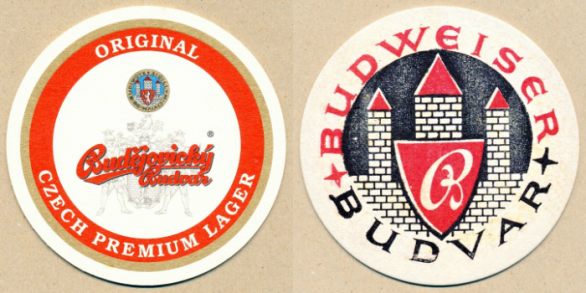 ORIGINAL
Budějovický
Budvar
®
CZECH PREMIUM LAGER
BUDWEISER
B
BUDVAR